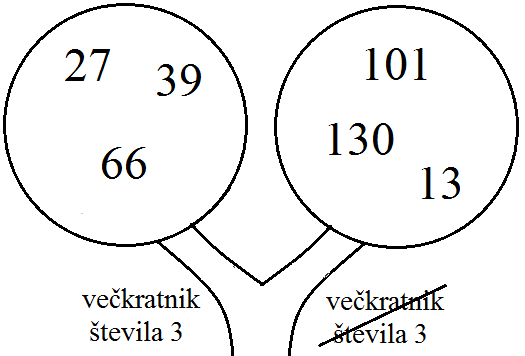 27
39
66
101
130
13
večkratnik
števila 3
večkratnik
števila 3